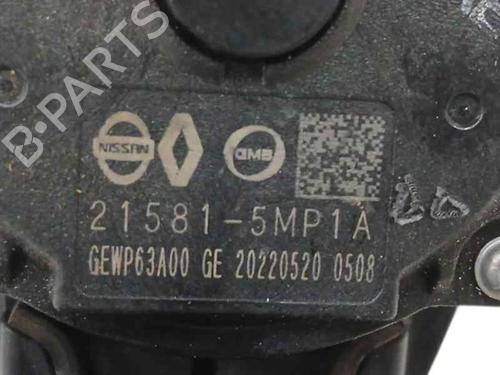 B-PARTS
NISSAN GMB
21581-5MP1A
GEWP63A00 GE 20220520 0508